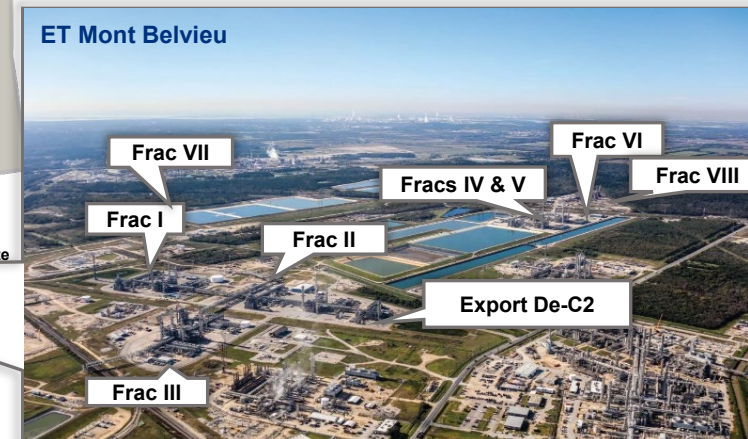 ET Mont Belvieu
Frac VII
Frac VI
Fracs IV & V
Frac VIII
Frac I
Frac II
Export De-C2
Frac III